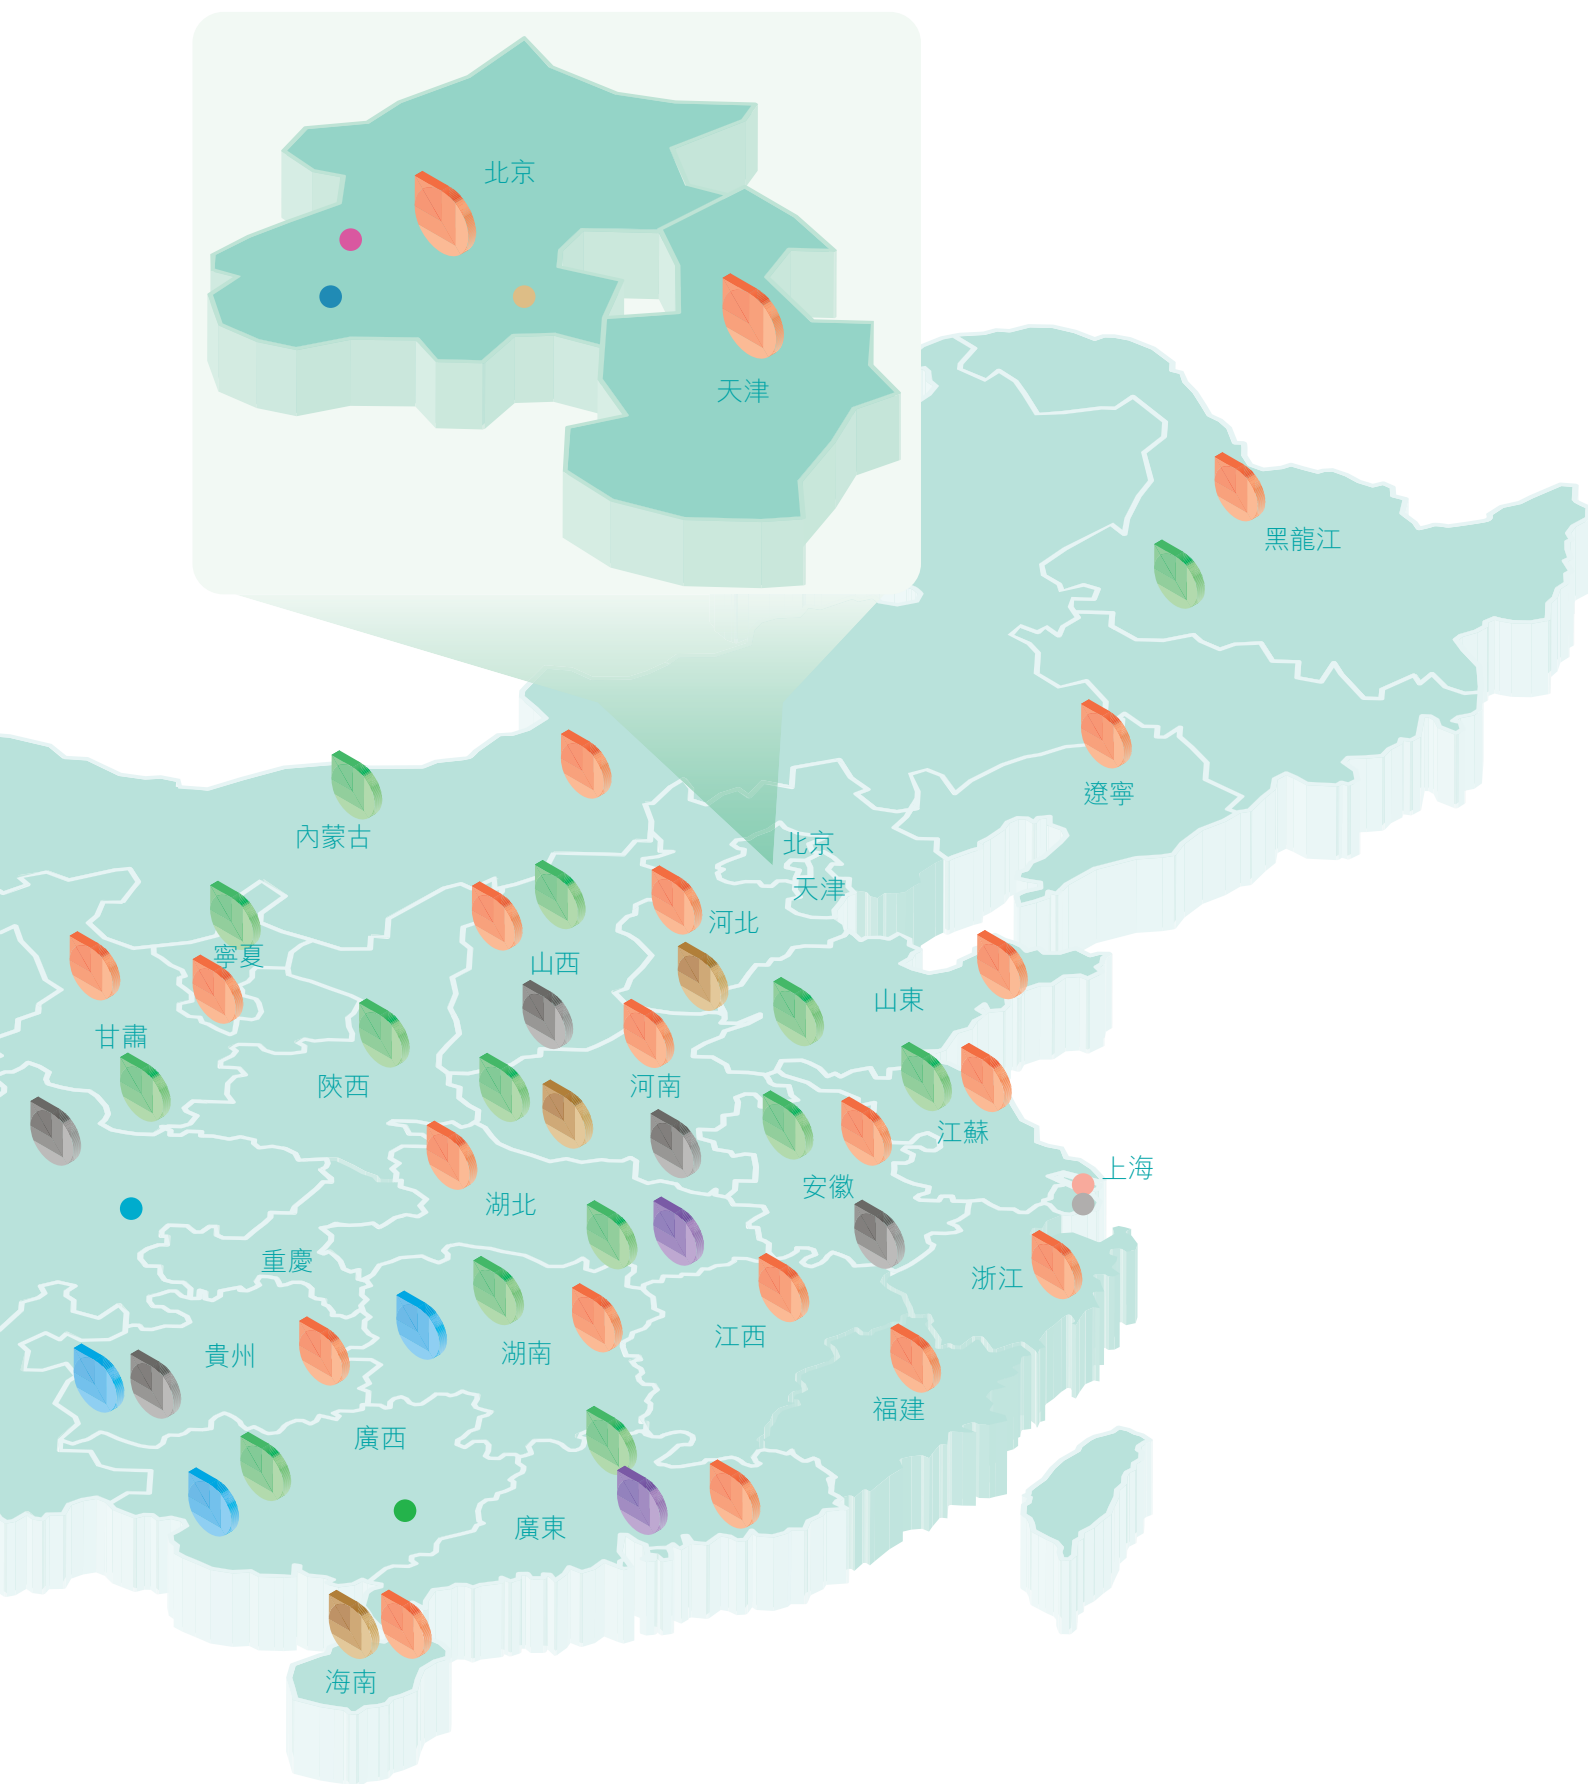 北京
天津
黑龍江
遼寧
內蒙古
北京
天津
河北
寧夏
山西
山東
甘肅
陝西
河南
江蘇
上海
安徽
湖北
重慶
浙江
江西
湖南
貴州
福建
廣西
廣東
海南